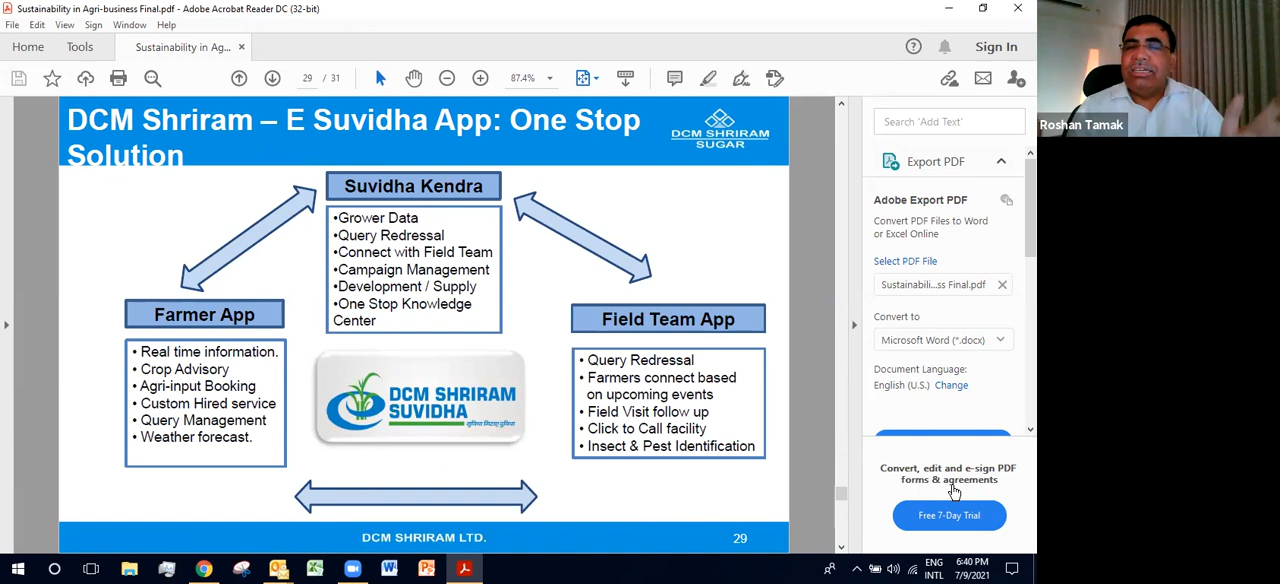 Sustainability in Agri-business Final.pdf - Adobe Acrobat Reader DC (32-bit)
File Edit View Sign Window Help
Home Tools Sustainability in Ag... × Sign In
29 / 31 87.4%
DCM Shriram – E Suvidha App: One Stop
Solution
DCM SHRIRAM
SUGAR
Suvidha Kendra
•Grower Data
•Query Redressal
•Connect with Field Team
•Campaign Management
•Development / Supply
•One Stop Knowledge
Center
Farmer App
• Real time information.
• Crop Advisory
• Agri-input Booking
• Custom Hired service
• Query Management
• Weather forecast.
DCM SHRIRAM
SUVIDHA
Field Team App
• Query Redressal
• Farmers connect based
on upcoming events
• Field Visit follow up
• Click to Call facility
• Insect & Pest Identification
DCM SHRIRAM LTD.
29
Search 'Add Text'
Export PDF
Adobe Export PDF
Convert PDF Files to Word
or Excel Online
Select PDF File
Sustainabili...ss Final.pdf
Convert to
Microsoft Word (*.docx)
Document Language:
English (U.S.) Change
Convert, edit and e-sign PDF
forms & agreements
Free 7-Day Trial
Roshan Tamak
ENG
INTL
6:40 PM
7/9/2021